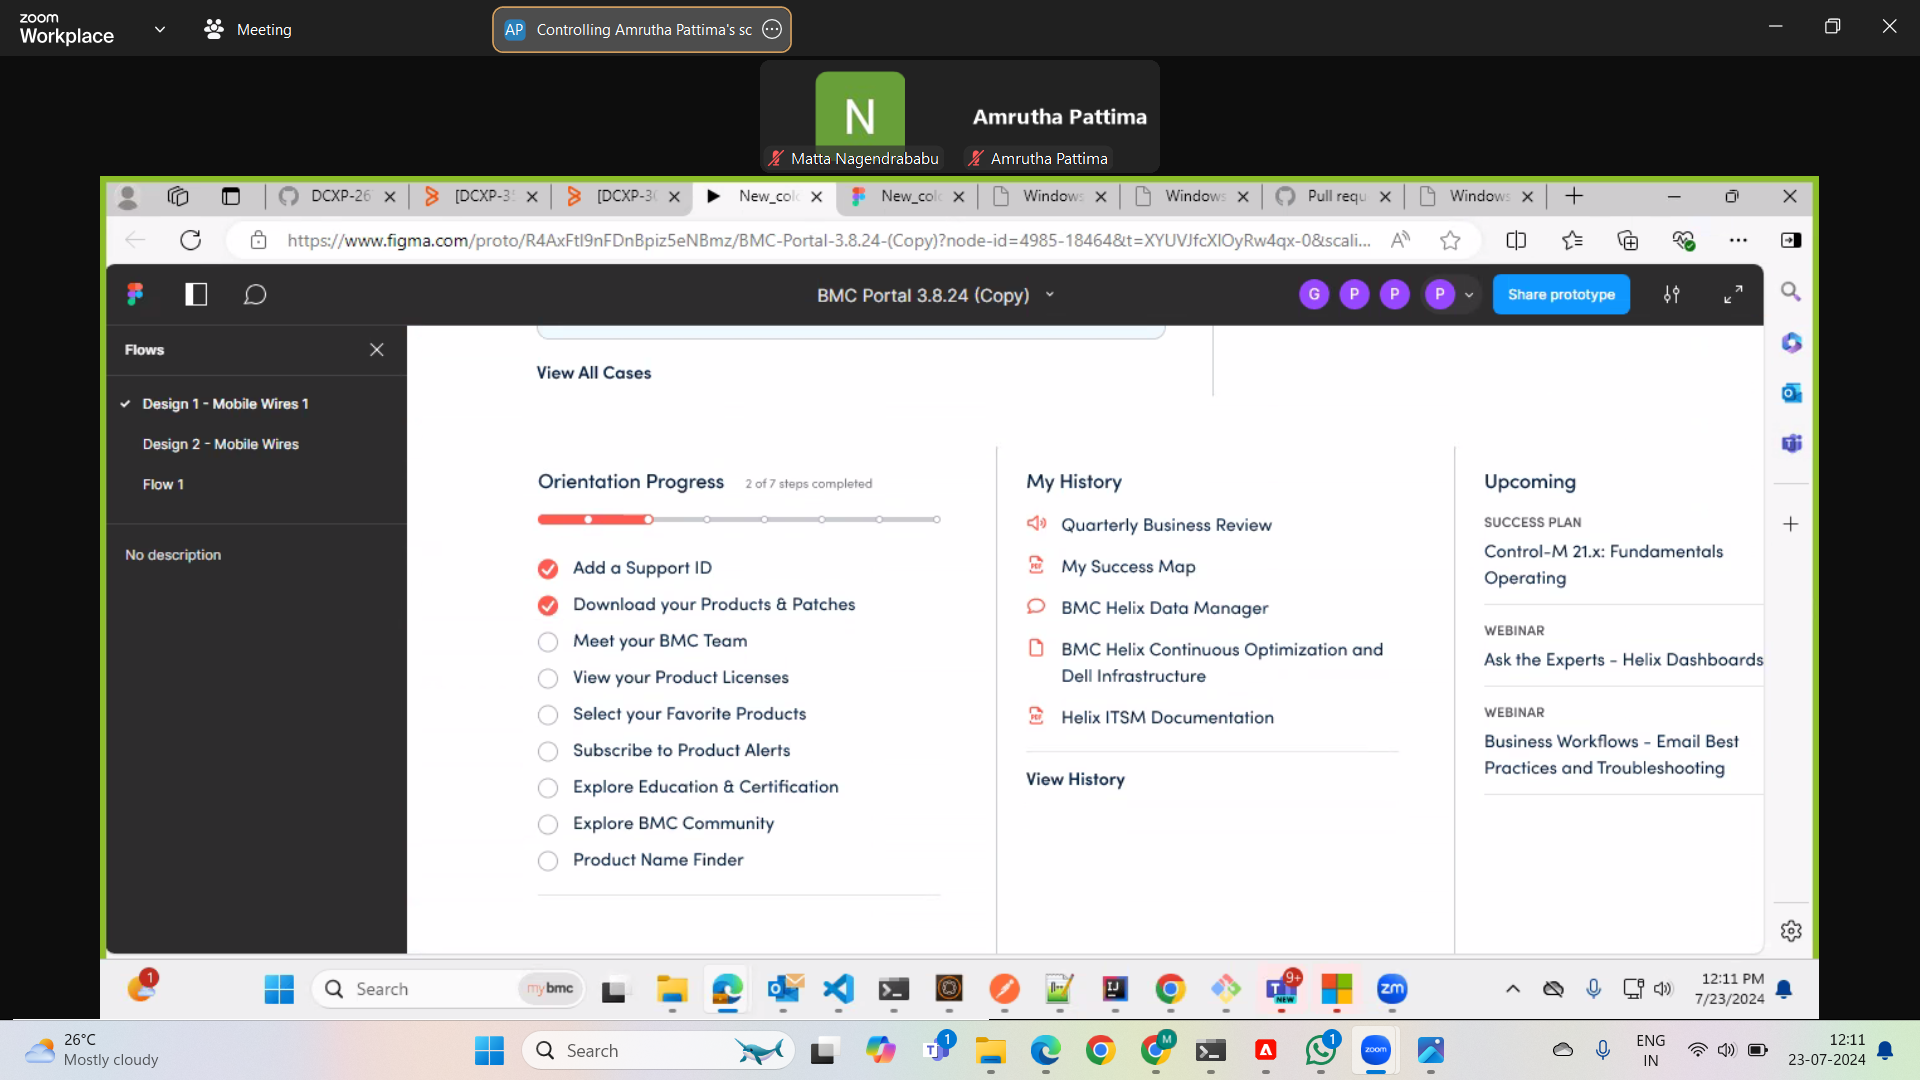 zoom
Workplace
Meeting
AP Controlling Amrutha Pattima's sc
N
Amrutha Pattima
Matta Nagendrababu
Amrutha Pattima
DCXP-26
[DCXP-3
[DCXP-3
New_col
New_col
Windows
Windows
Pull requ
Windows
https://www.figma.com/proto/R4AxFtl9nFDnBpiz5eNBmz/BMC-Portal-3.8.24-(Copy)?node-id=4985-18464&t=XYUVJfcXlOyRw4qx-0&scali...
BMC Portal 3.8.24 (Copy)
G P P P
Share prototype
Flows
Design 1 - Mobile Wires 1
Design 2 - Mobile Wires
Flow 1
No description
View All Cases
Orientation Progress 2 of 7 steps completed
Add a Support ID
Download your Products & Patches
Meet your BMC Team
View your Product Licenses
Select your Favorite Products
Subscribe to Product Alerts
Explore Education & Certification
Explore BMC Community
Product Name Finder
My History
Quarterly Business Review
My Success Map
BMC Helix Data Manager
BMC Helix Continuous Optimization and
Dell Infrastructure
Helix ITSM Documentation
View History
Upcoming
SUCCESS PLAN
Control-M 21.x: Fundamentals
Operating
WEBINAR
Ask the Experts - Helix Dashboards
WEBINAR
Business Workflows - Email Best
Practices and Troubleshooting
1
Search
mybmc
9+
NEW
zm
12:11 PM
7/23/2024
26°C
Mostly cloudy
Search
1
M
1
zoom
ENG
IN
12:11
23-07-2024